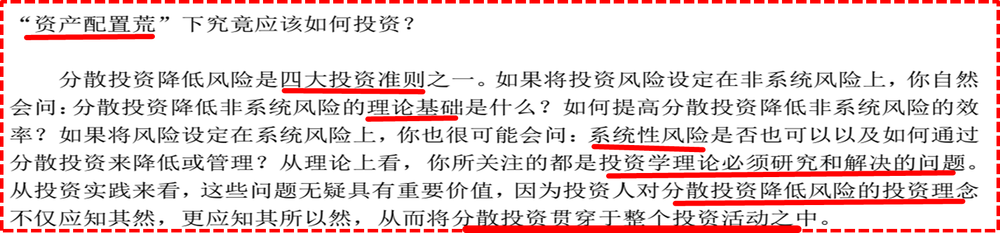 “资产配置荒”下究竟应该如何投资？
分散投资降低风险是四大投资准则之一。如果将投资风险设定在非系统风险上，你自然
会问：分散投资降低非系统风险的理论基础是什么？如何提高分散投资降低非系统风险的效
率？如果将风险设定在系统风险上，你也很可能会问：系统性风险是否也可以以及如何通过
分散投资来降低或管理？从理论上看，你所关注的都是投资学理论必须研究和解决的问题。
从投资实践来看，这些问题无疑具有重要价值，因为投资人对分散投资降低风险的投资理念
不仅应知其然，更应知其所以然，从而将分散投资贯穿于整个投资活动之中。